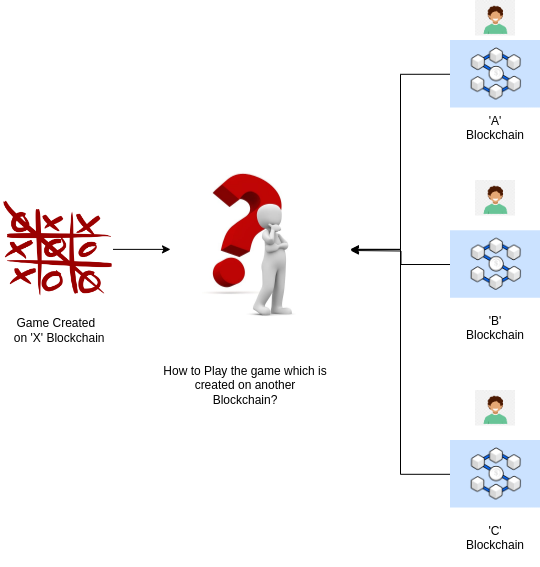 'A'
Blockchain
Game Created
on 'X' Blockchain
'B'
Blockchain
How to Play the game which is
created on another
Blockchain?
'C'
Blockchain